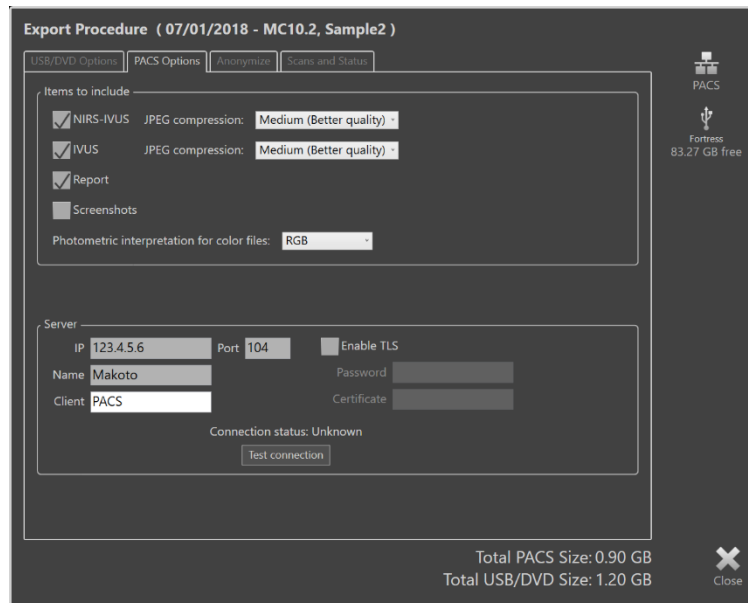 Export Procedure ( 07/01/2018 - MC10.2, Sample2 )
USB/DVD Options PACS Options Anonymize Scans and Status
PACS
Fortress
83.27 GB free
Items to include
NIRS-IVUS JPEG compression: Medium (Better quality)
IVUS JPEG compression: Medium (Better quality)
Report
Screenshots
Photometric interpretation for color files: RGB
Server
IP 123.4.5.6 Port 104 Enable TLS
Name Makoto Password
Client PACS Certificate
Connection status: Unknown
Test connection
Total PACS Size: 0.90 GB
Total USB/DVD Size: 1.20 GB
Close